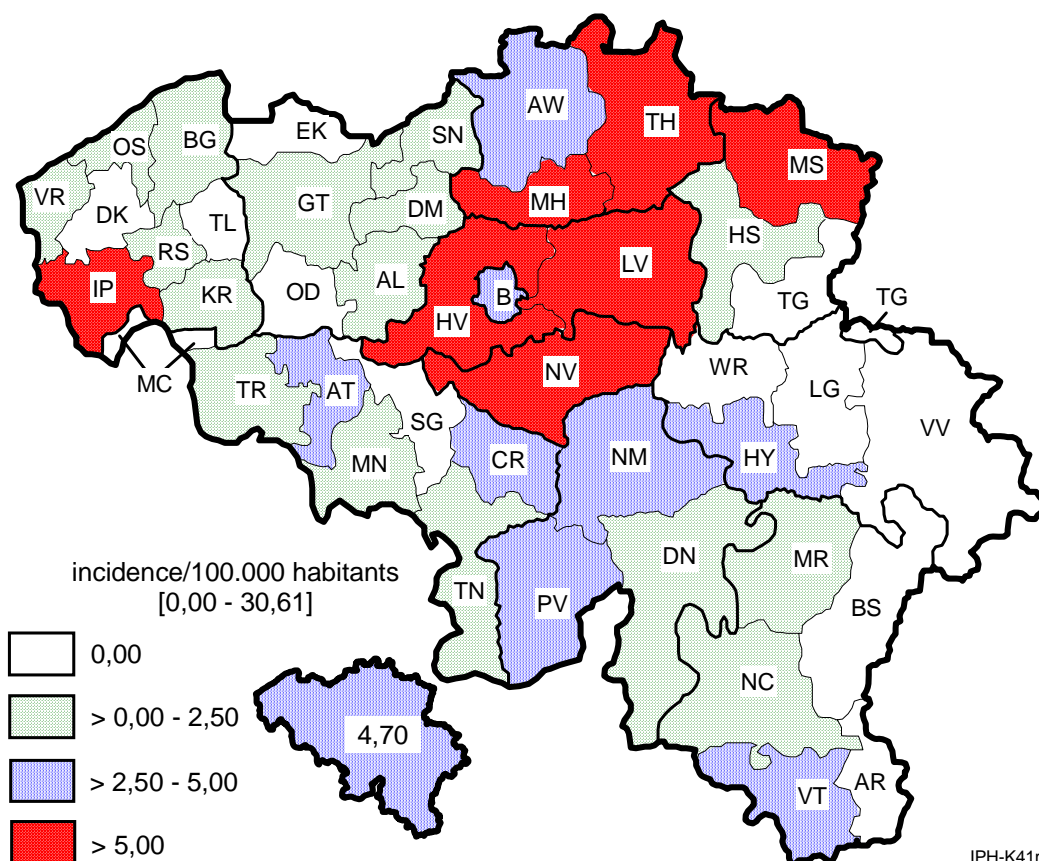 AW
TH
EK
SN
OS
BG
MS
VR
GT
MH
DK
TL
DM
HS
RS
LV
IP
KR
OD
AL
B
TG
TG
HV
MC
NV
WR
TR
AT
LG
SG
VV
MN
CR
NM
HY
DN
MR
TN
PV
BS
incidence/100.000 habitants
[0,00 - 30,61]
0,00
NC
> 0,00 - 2,50
4,70
> 2,50 - 5,00
VT
AR
> 5,00